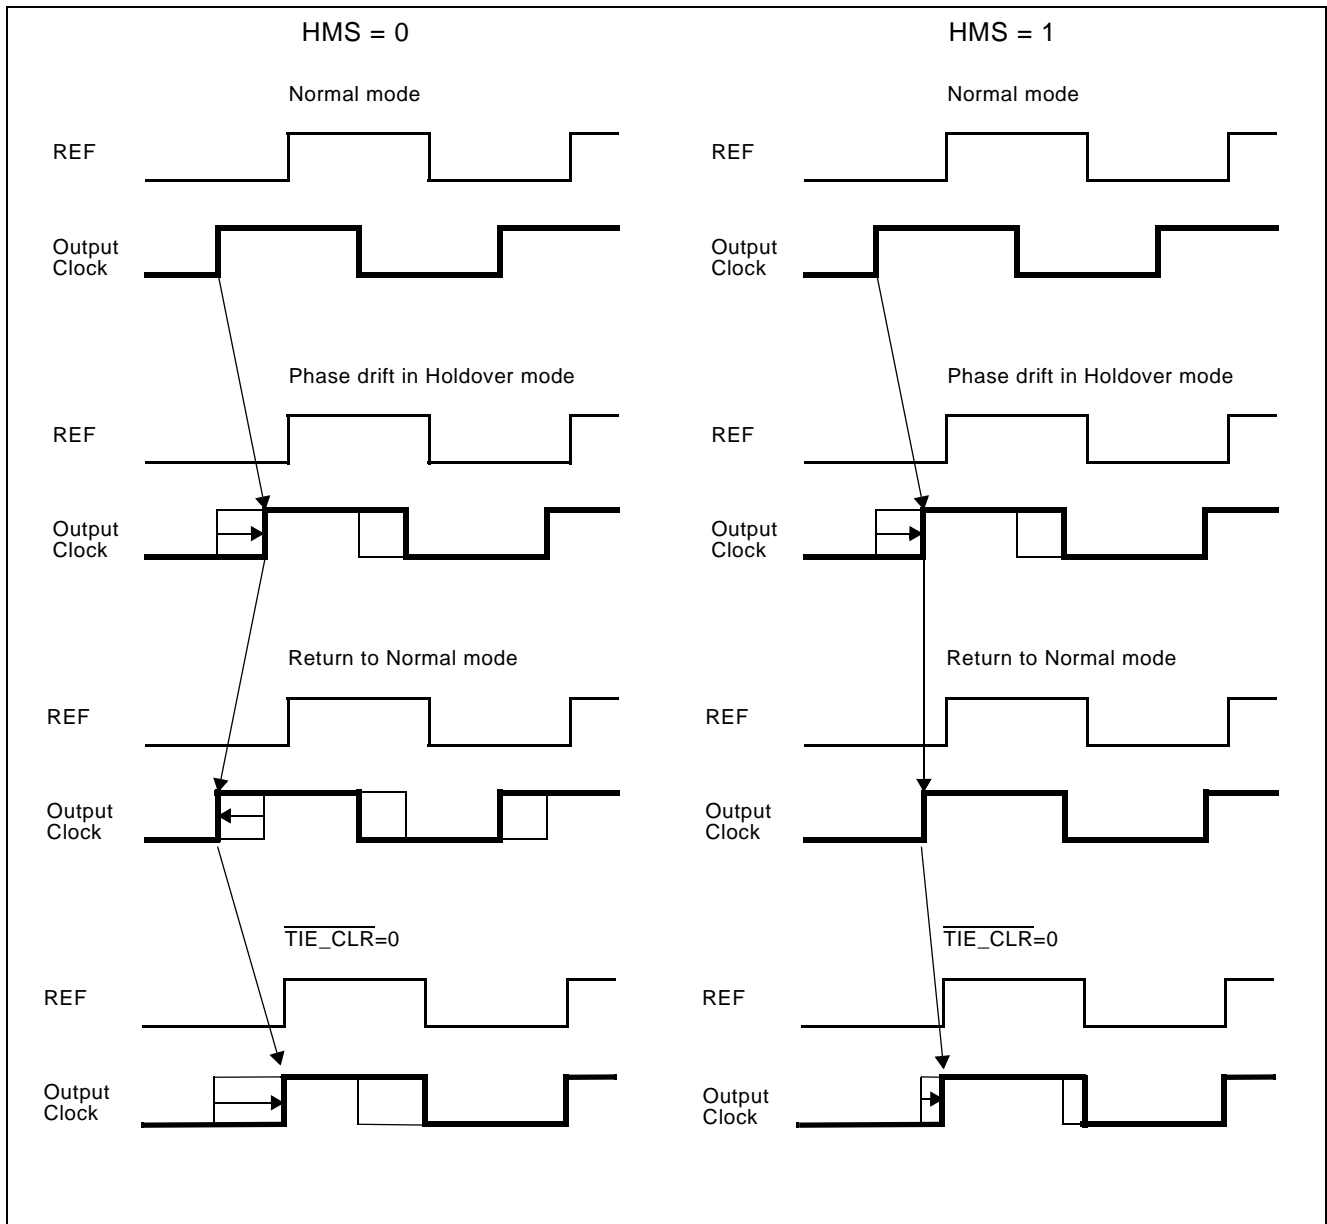 HMS = 0
Normal mode
REF
Output
Clock
Phase drift in Holdover mode
REF
Output
Clock
Return to Normal mode
REF
Output
Clock
TIE_CLR=0
REF
Output
Clock
HMS = 1
Normal mode
REF
Output
Clock
Phase drift in Holdover mode
REF
Output
Clock
Return to Normal mode
REF
Output
Clock
TIE_CLR=0
REF
Output
Clock